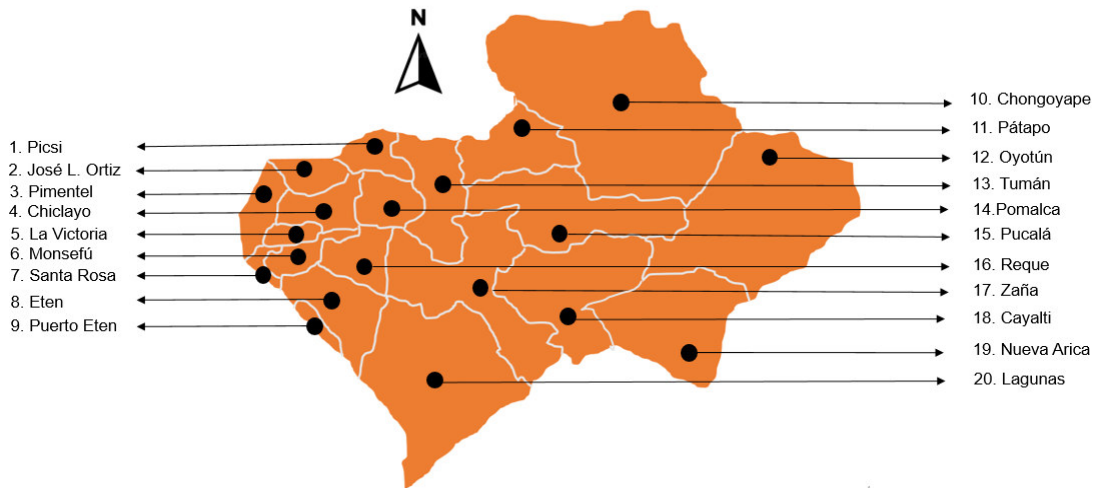 N
1. Picsi
2. José L. Ortiz
3. Pimentel
4. Chiclayo
5. La Victoria
6. Monsefú
7. Santa Rosa
8. Eten
9. Puerto Eten
10. Chongoyape
11. Pátapo
12. Oyotún
13. Tumán
14.Pomalca
15. Pucalá
16. Reque
17. Zaña
18. Cayalti
19. Nueva Arica
20. Lagunas